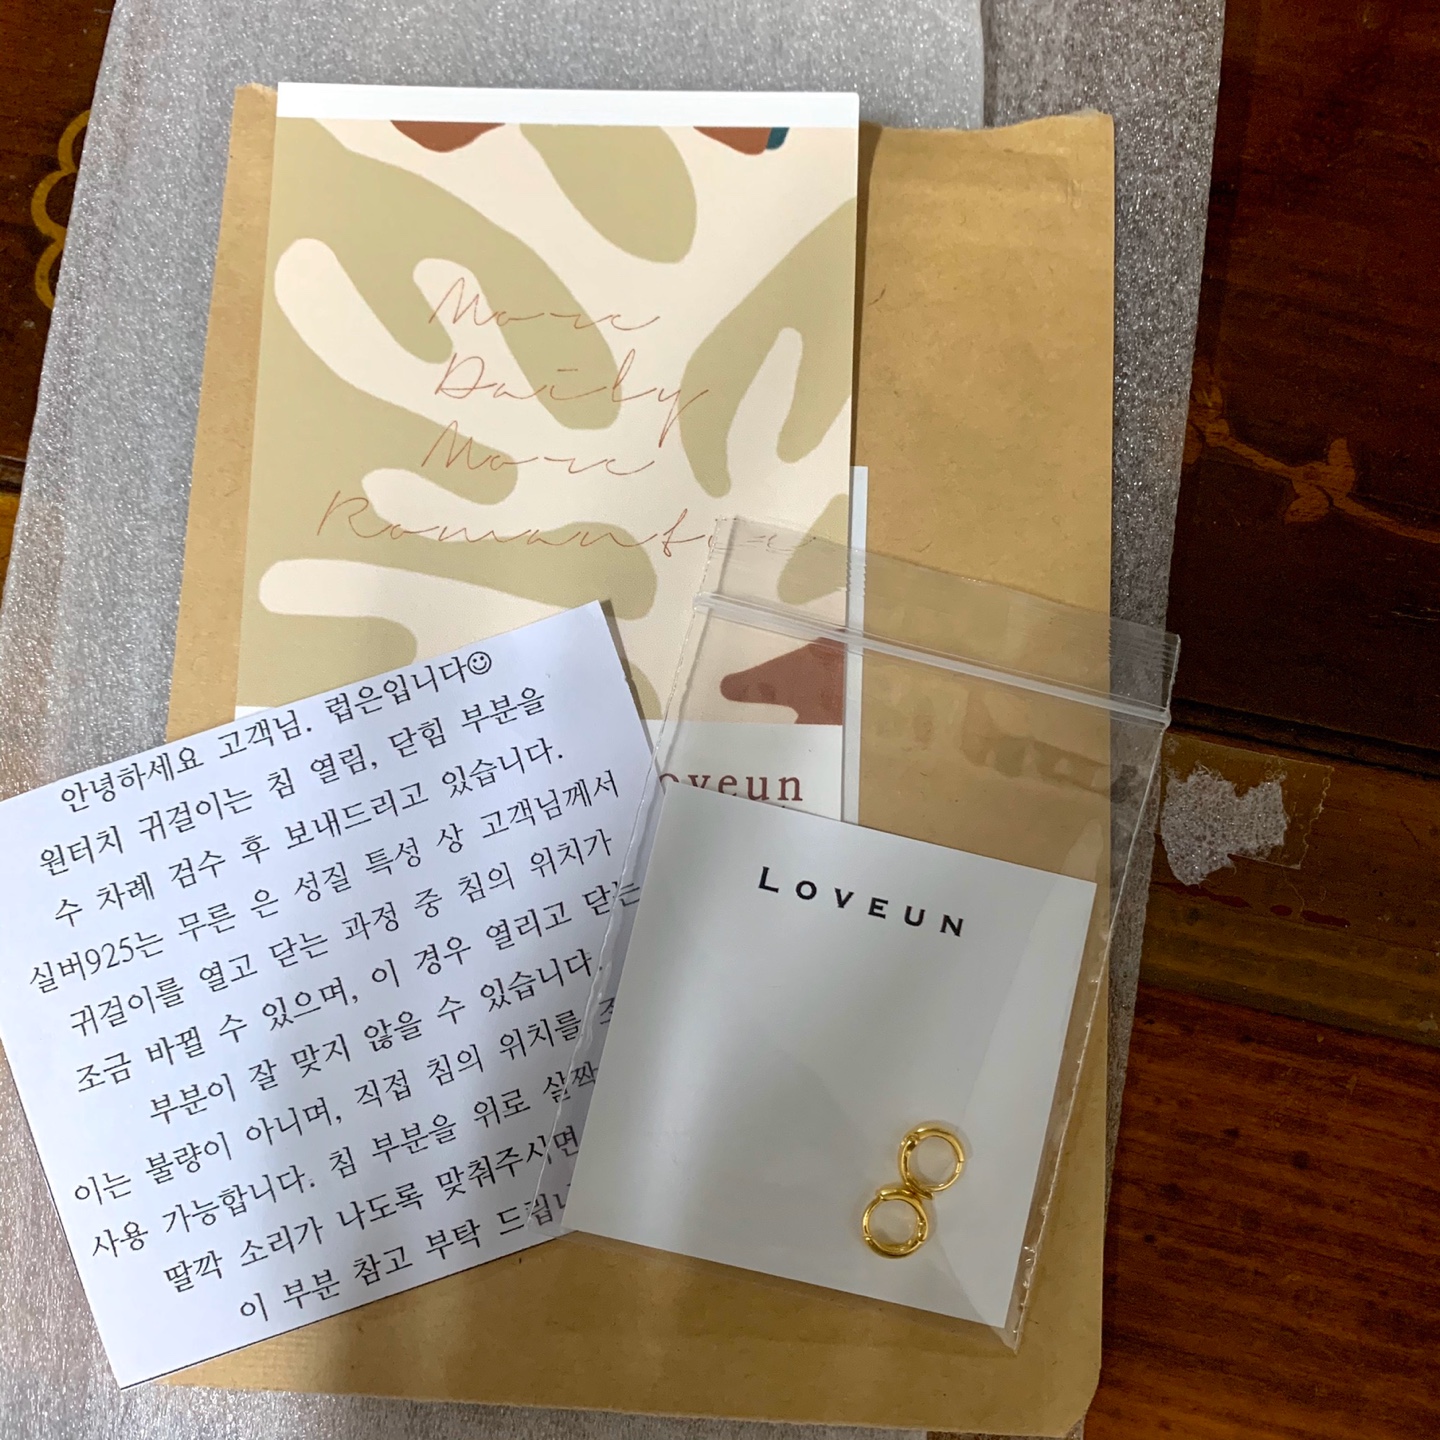 More
Daily
More
Romantic
oveun
LOVEUN
안녕하세요 고객님. 럽은입니다☺
원터치 귀걸이는 침 열림, 닫힘 부분을
수 차례 검수 후 보내드리고 있습니다.
실버925는 무른 은 성질 특성 상 고객님께서
귀걸이를 열고 닫는 과정 중 침의 위치가
조금 바뀔 수 있으며, 이 경우 열리고 닫는
부분이 잘 맞지 않을 수 있습니다.
이는 불량이 아니며, 직접 침의 위치를
사용 가능합니다. 침 부분을 위로 살짝
딸깍 소리가 나도록 맞춰주시면
이 부분 참고 부탁